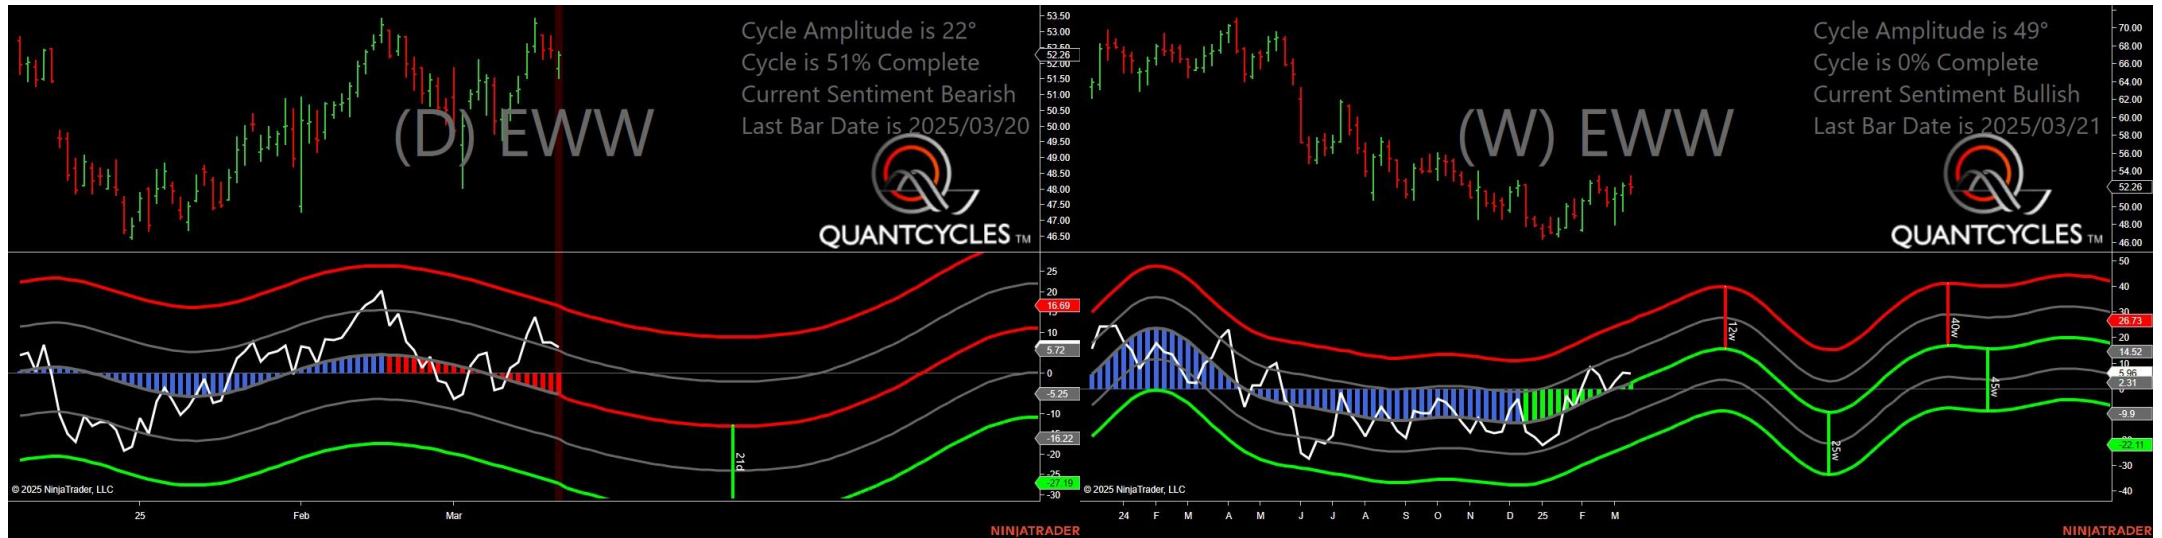 Cycle Amplitude is 22°
Cycle is 51% Complete
Current Sentiment Bearish
Last Bar Date is 2025/03/20
(D) EWW
QUANTCYCLES TM
53.50
53.00
52.50
52.26
52.00
51.50
51.00
50.50
50.00
49.50
49.00
48.50
48.00
47.50
47.00
46.50
25
20
16.69
10
5.72
0
-5.25
-10
-16.22
-20
-25
-27.19
-30
21d
© 2025 NinjaTrader, LLC
25 Feb Mar
NINJATRADER
Cycle Amplitude is 49°
Cycle is 0% Complete
Current Sentiment Bullish
Last Bar Date is 2025/03/21
(W) EWW
QUANTCYCLES TM
70.00
68.00
66.00
64.00
62.00
60.00
58.00
56.00
54.00
52.26
50.00
48.00
46.00
50
40
30
26.73
20
14.52
10
5.96
2.31
-9.9
-22.11
-30
-40
12w
25w
40w
45w
© 2025 NinjaTrader, LLC
24 F M A M J J A S O N D 25 F M
NINJATRADER